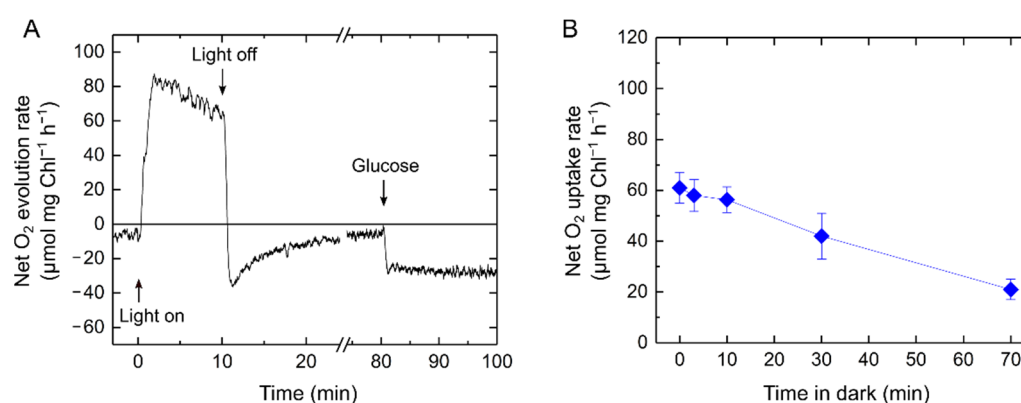 A
Net O₂ evolution rate
(μmol mg Chl⁻¹ h⁻¹)
100
80
60
40
20
0
−20
−40
−60
Light off
Glucose
Light on
0
10
20
80
90
100
Time (min)
B
Net O₂ uptake rate
(μmol mg Chl⁻¹ h⁻¹)
120
100
80
60
40
20
0
0
10
20
30
40
50
60
70
Time in dark (min)